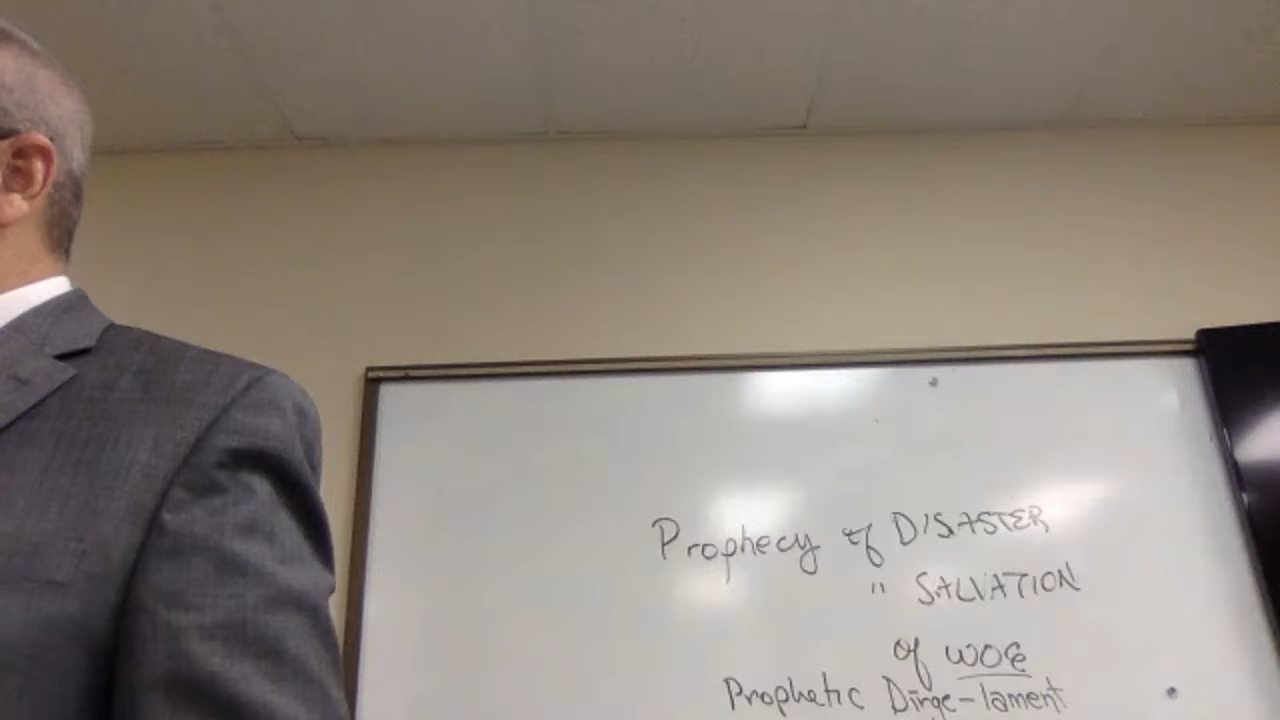 Prophecy of DISASTER
" SALVATION
of WOE
Prophetic Dirge-lament